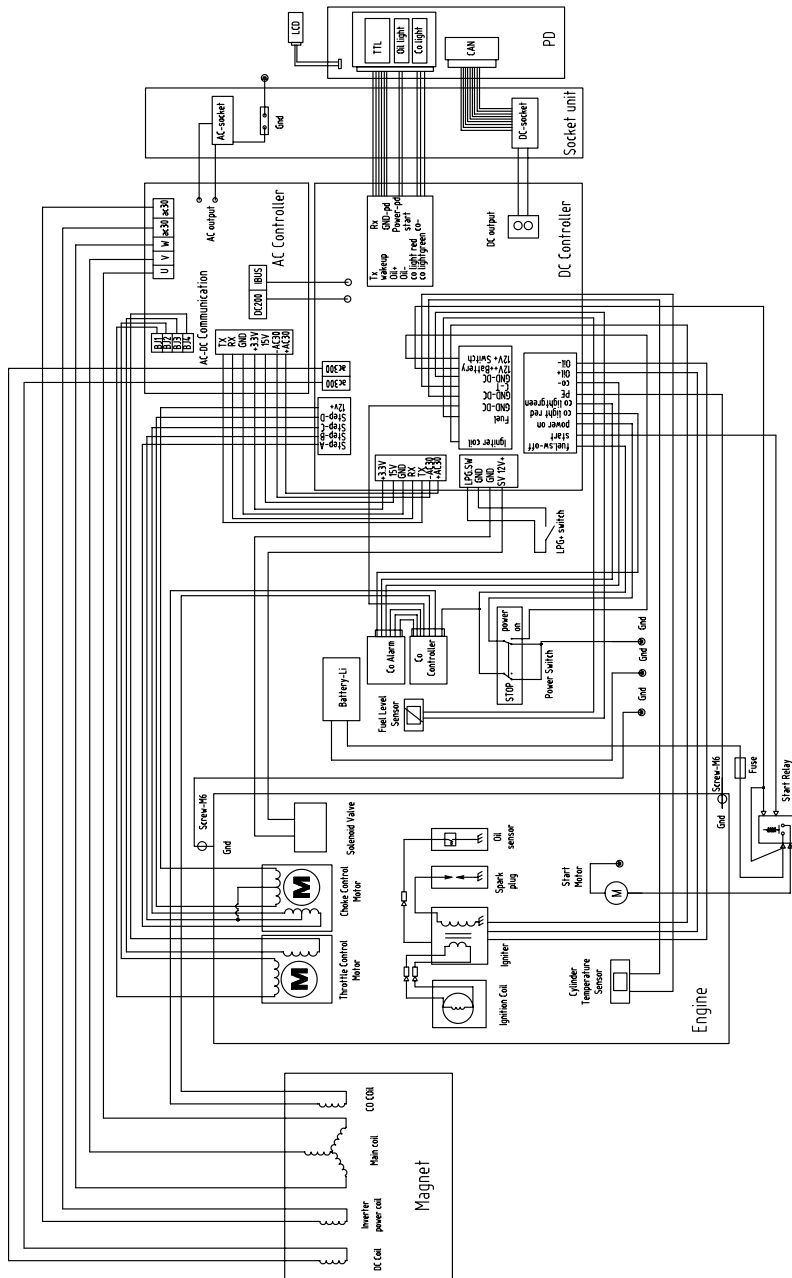 LCD
TTL
Oil light
Co light
CAN
PD
AC-socket
Gnd
DC-socket
Socket unit
ac30
ac30
W
V
U
AC output
AC Controller
IBUS
DC200
AC-DC Communication
BJ1
BJ2
BJ3
BJ4
TX
RX
GND
+3.3V
15V
-AC30
+AC30
Rx
GND-pd
Power-pd
start
co-
Tx
wakeup
Oil+
Oil-
co light red
co lightgreen
DC output
DC Controller
ac300
ac300
12v+
Step-D
Step-C
Step-B
Step-A
12V+ Switch
12V++Battery
GND-DC
C-T
GND-DC
GND-DC
Fuel
Igniter coil
Oil-
Oil+
co-
PE
co lightgreen
co light red
power on
start
fuel.sw-off
+3.3V
15V
GND
RX
TX
-AC30
+AC30
LPG.SW
GND
GND
SV 12V+
LPG+ switch
Co Alarm
Co
Controller
power
on
STOP
Power Switch
Gnd
Gnd
Gnd
Battery-Li
Fuel Level
Sensor
Screw-M6
Gnd
Solenoid Valve
Screw-M6
Gnd
Fuse
Start Relay
M
Choke Control
Motor
M
Throttle Control
Motor
Oil
sensor
Spark
plug
Igniter
Ignition Coil
Start
Motor
M
Cylinder
Temperature
Sensor
Engine
CO COil
Main coil
Inverter
power coil
DC Coil
Magnet